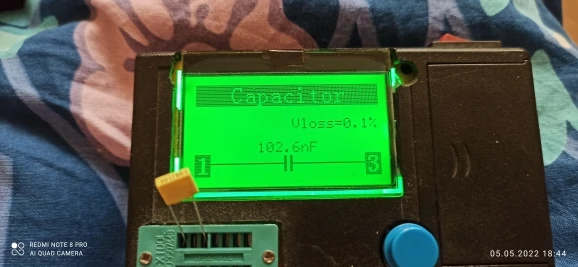 Capacitor
Vloss=0.1%
102.6nF
1 3
REDMI NOTE 8 PRO
AI QUAD CAMERA
05.05.2022 18:44